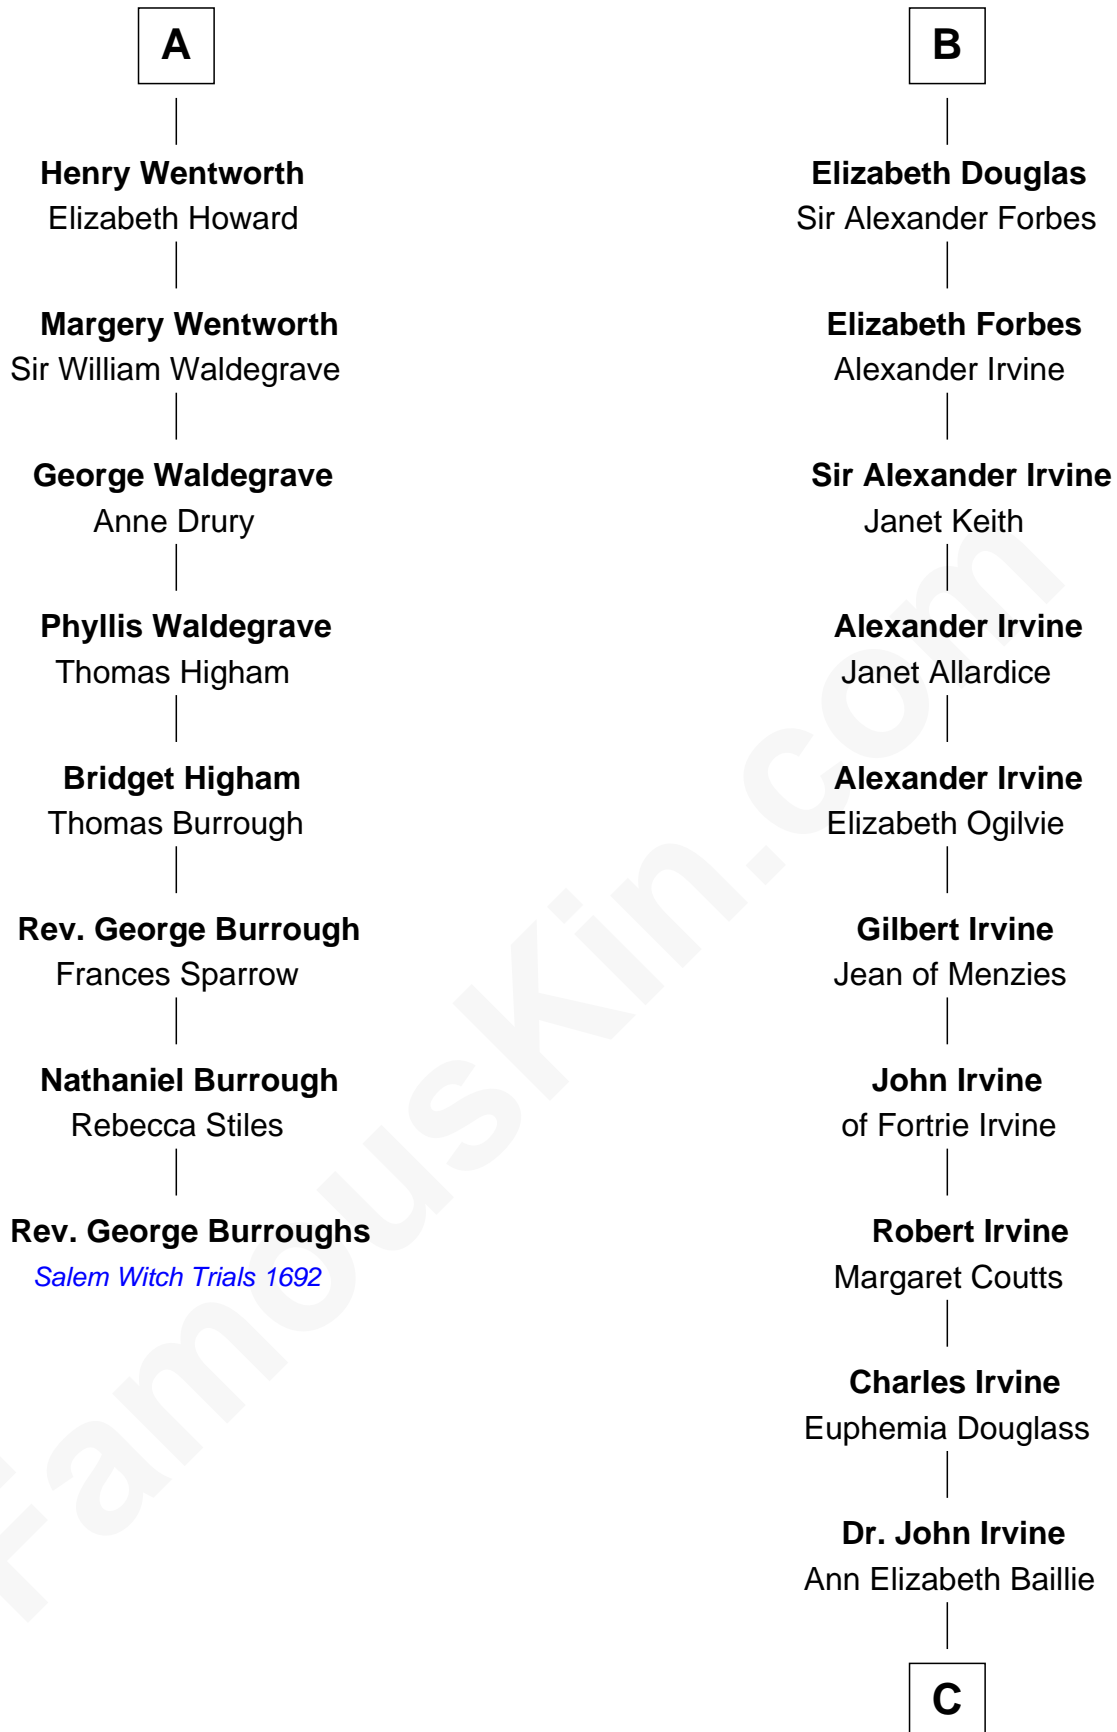 A
Henry Wentworth
Elizabeth Howard
Margery Wentworth
Sir William Waldegrave
George Waldegrave
Anne Drury
Phyllis Waldegrave
Thomas Higham
Bridget Higham
Thomas Burrough
Rev. George Burrough
Frances Sparrow
Nathaniel Burrough
Rebecca Stiles
Rev. George Burroughs
Salem Witch Trials 1692
B
Elizabeth Douglas
Sir Alexander Forbes
Elizabeth Forbes
Alexander Irvine
Sir Alexander Irvine
Janet Keith
Alexander Irvine
Janet Allardice
Alexander Irvine
Elizabeth Ogilvie
Gilbert Irvine
Jean of Menzies
John Irvine
of Fortrie Irvine
Robert Irvine
Margaret Coutts
Charles Irvine
Euphemia Douglass
Dr. John Irvine
Ann Elizabeth Baillie
C
FamousKin.com